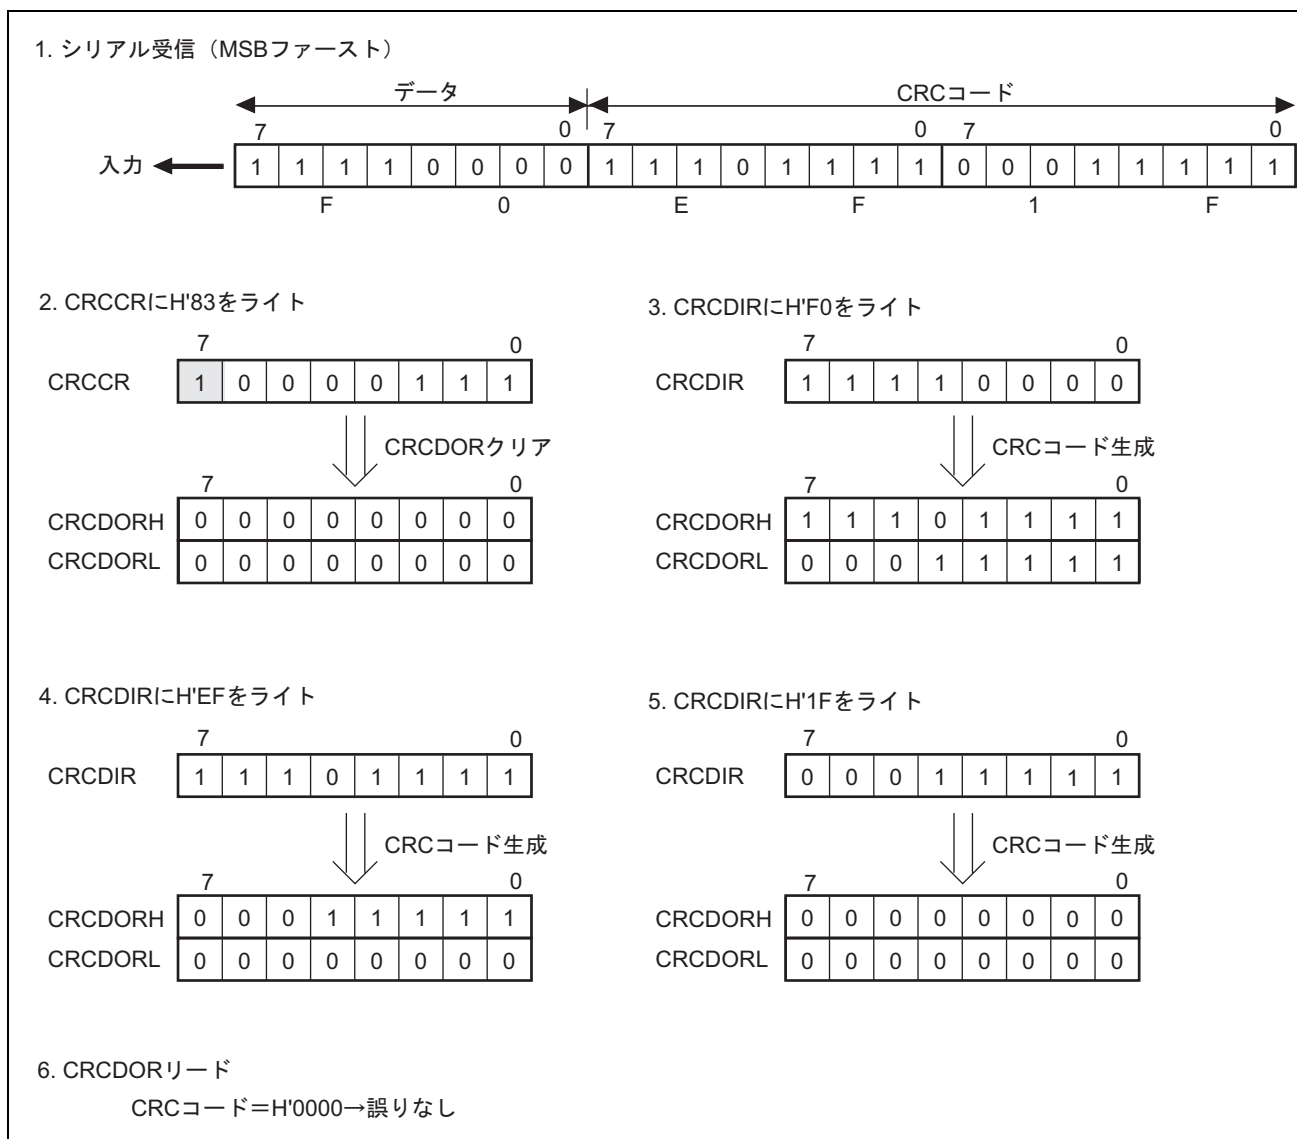 1. シリアル受信（MSBファースト）
データ CRCコード
7 0 7 0 7 0
入力 1 1 1 1 0 0 0 0 1 1 1 0 1 1 1 1 0 0 0 1 1 1 1 1
F 0 E F 1 F
2. CRCCRにH'83をライト
7 0
CRCCR 1 0 0 0 0 1 1 1
CRCDORクリア
7 0
CRCDORH 0 0 0 0 0 0 0 0
CRCDORL 0 0 0 0 0 0 0 0
3. CRCDIRにH'F0をライト
7 0
CRCDIR 1 1 1 1 0 0 0 0
CRCコード生成
7 0
CRCDORH 1 1 1 0 1 1 1 1
CRCDORL 0 0 0 1 1 1 1 1
4. CRCDIRにH'EFをライト
7 0
CRCDIR 1 1 1 0 1 1 1 1
CRCコード生成
7 0
CRCDORH 0 0 0 1 1 1 1 1
CRCDORL 0 0 0 0 0 0 0 0
5. CRCDIRにH'1Fをライト
7 0
CRCDIR 0 0 0 1 1 1 1 1
CRCコード生成
7 0
CRCDORH 0 0 0 0 0 0 0 0
CRCDORL 0 0 0 0 0 0 0 0
6. CRCDORリード
CRCコード＝H'0000→誤りなし